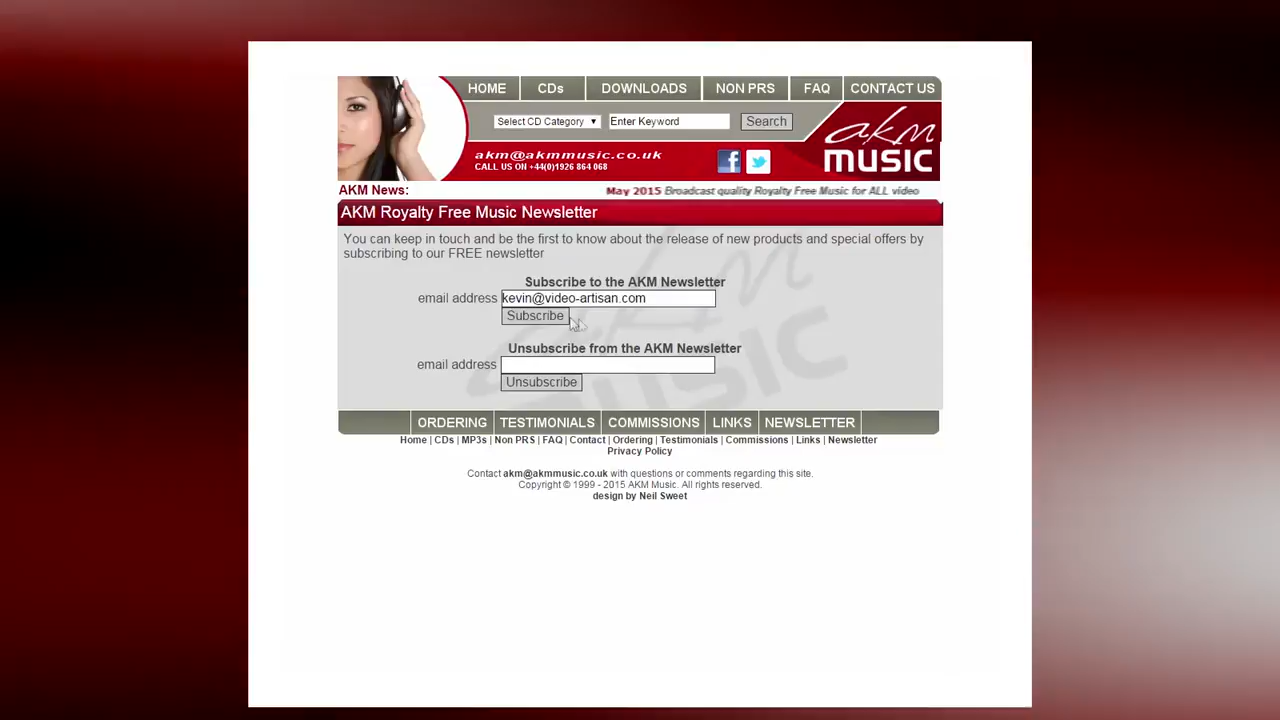 HOME CDs DOWNLOADS NON PRS FAQ CONTACT US
Select CD Category Enter Keyword Search
akm@akmmusic.co.uk
CALL US ON +44(0)1926 864 068
akm
MUSIC
AKM News: May 2015 Broadcast quality Royalty Free Music for ALL video
AKM Royalty Free Music Newsletter
You can keep in touch and be the first to know about the release of new products and special offers by
subscribing to our FREE newsletter
Subscribe to the AKM Newsletter
email address kevin@video-artisan.com
Subscribe
Unsubscribe from the AKM Newsletter
email address
Unsubscribe
akm
MUSIC
ORDERING TESTIMONIALS COMMISSIONS LINKS NEWSLETTER
Home | CDs | MP3s | Non PRS | FAQ | Contact | Ordering | Testimonials | Commissions | Links | Newsletter
Privacy Policy
Contact akm@akmmusic.co.uk with questions or comments regarding this site.
Copyright © 1999 - 2015 AKM Music. All rights reserved.
design by Neil Sweet